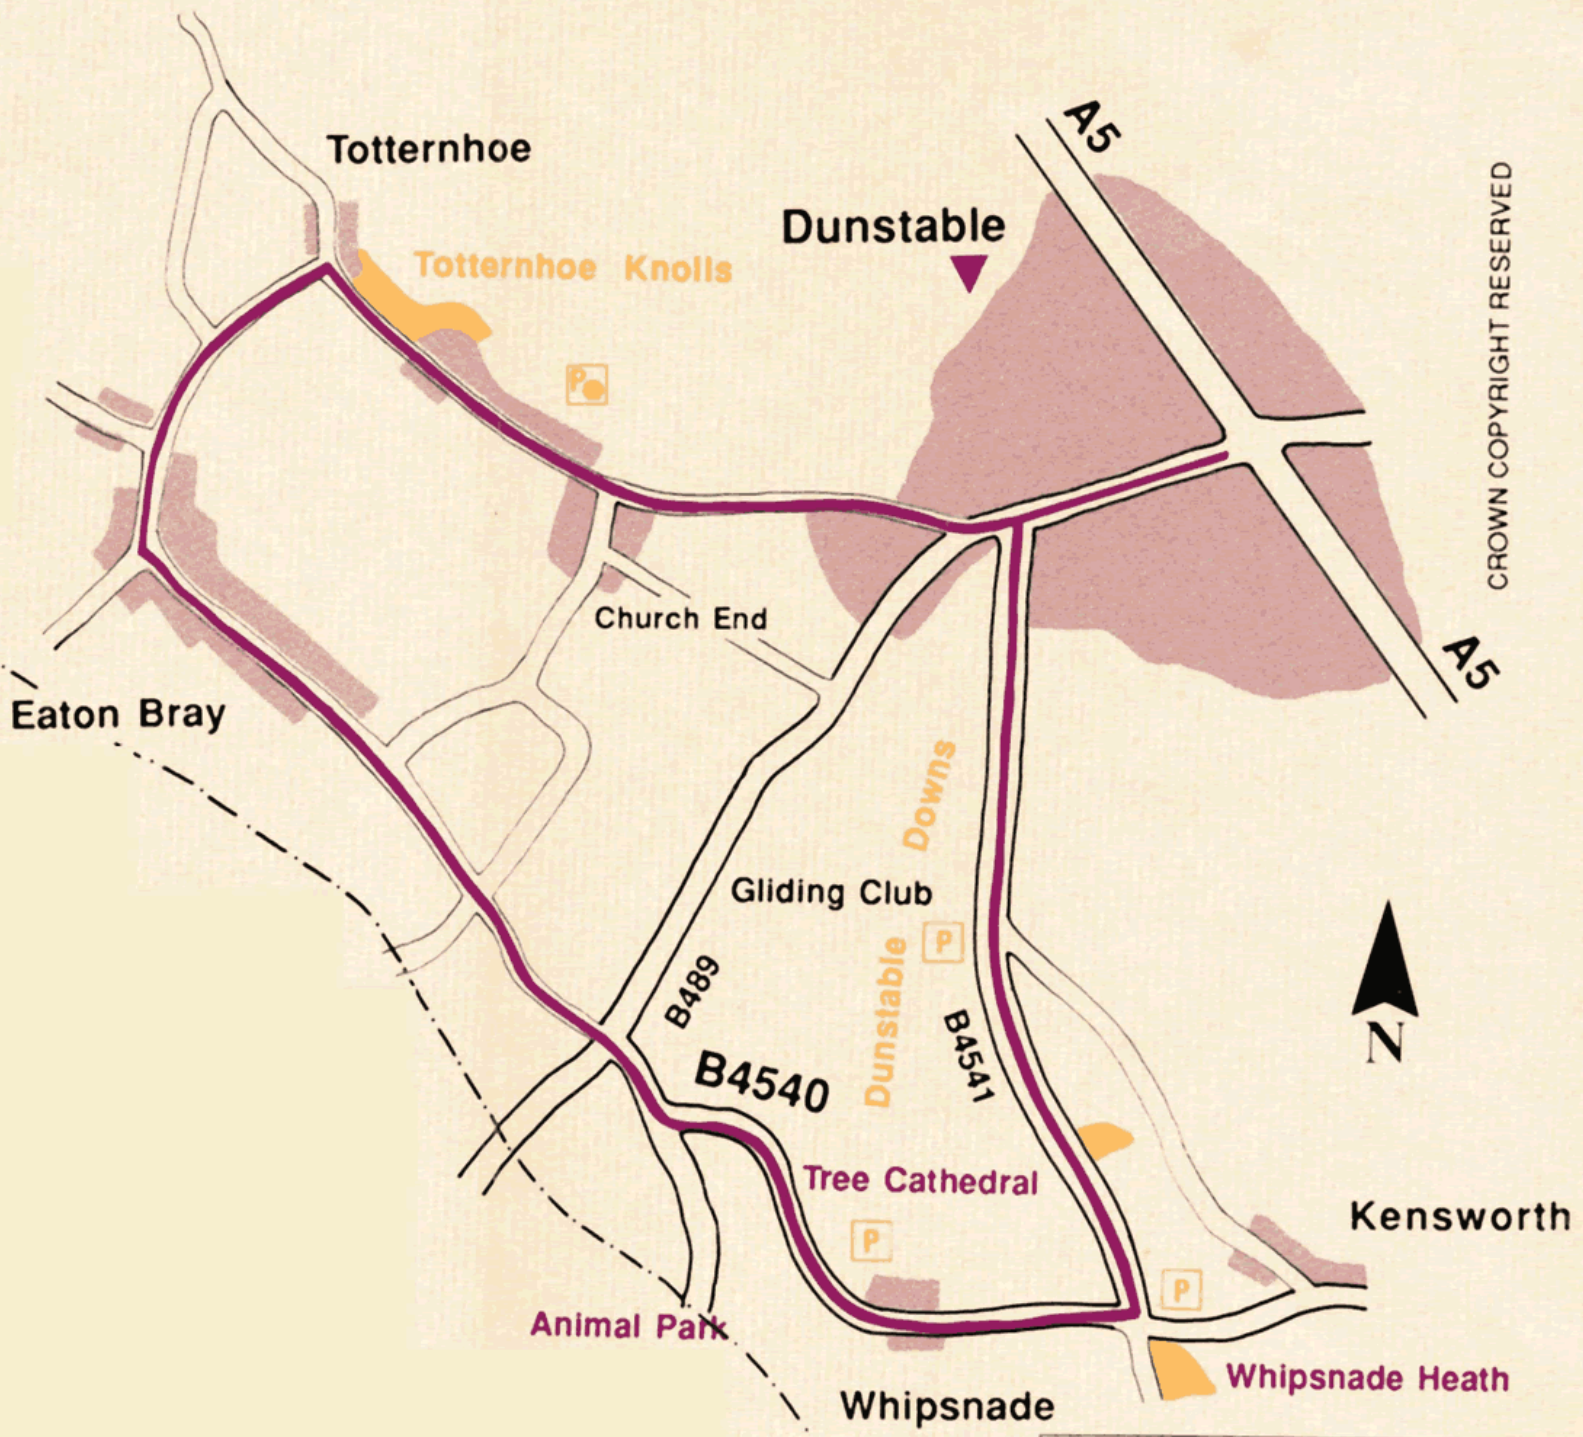 A5
Totternhoe
Dunstable
CROWN COPYRIGHT RESERVED
Totternhoe Knolls
P
Church End
A5
Eaton Bray
Downs
Gliding Club
P
Dunstable
B489
B4541
N
B4540
Tree Cathedral
Kensworth
P
P
Animal Park
Whipsnade Heath
Whipsnade